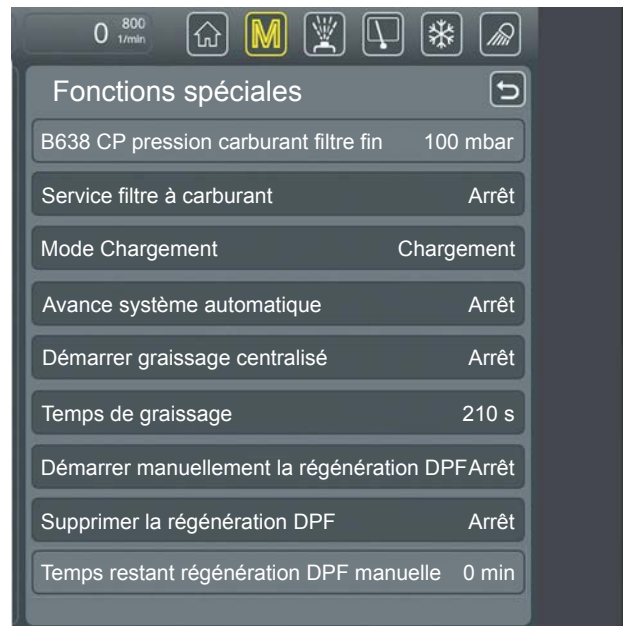 0 800 1/min M
Fonctions spéciales
B638 CP pression carburant filtre fin 100 mbar
Service filtre à carburant Arrêt
Mode Chargement Chargement
Avance système automatique Arrêt
Démarrer graissage centralisé Arrêt
Temps de graissage 210 s
Démarrer manuellement la régénération DPFArrêt
Supprimer la régénération DPF Arrêt
Temps restant régénération DPF manuelle 0 min